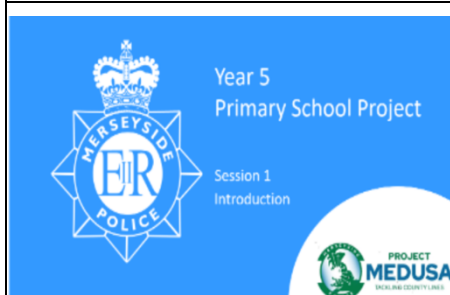 Year 5
Primary School Project
MERSEYSIDE
EIIR
POLICE
Session 1
Introduction
PROJECT
MEDUSA
TACKLING COUNTY LINES